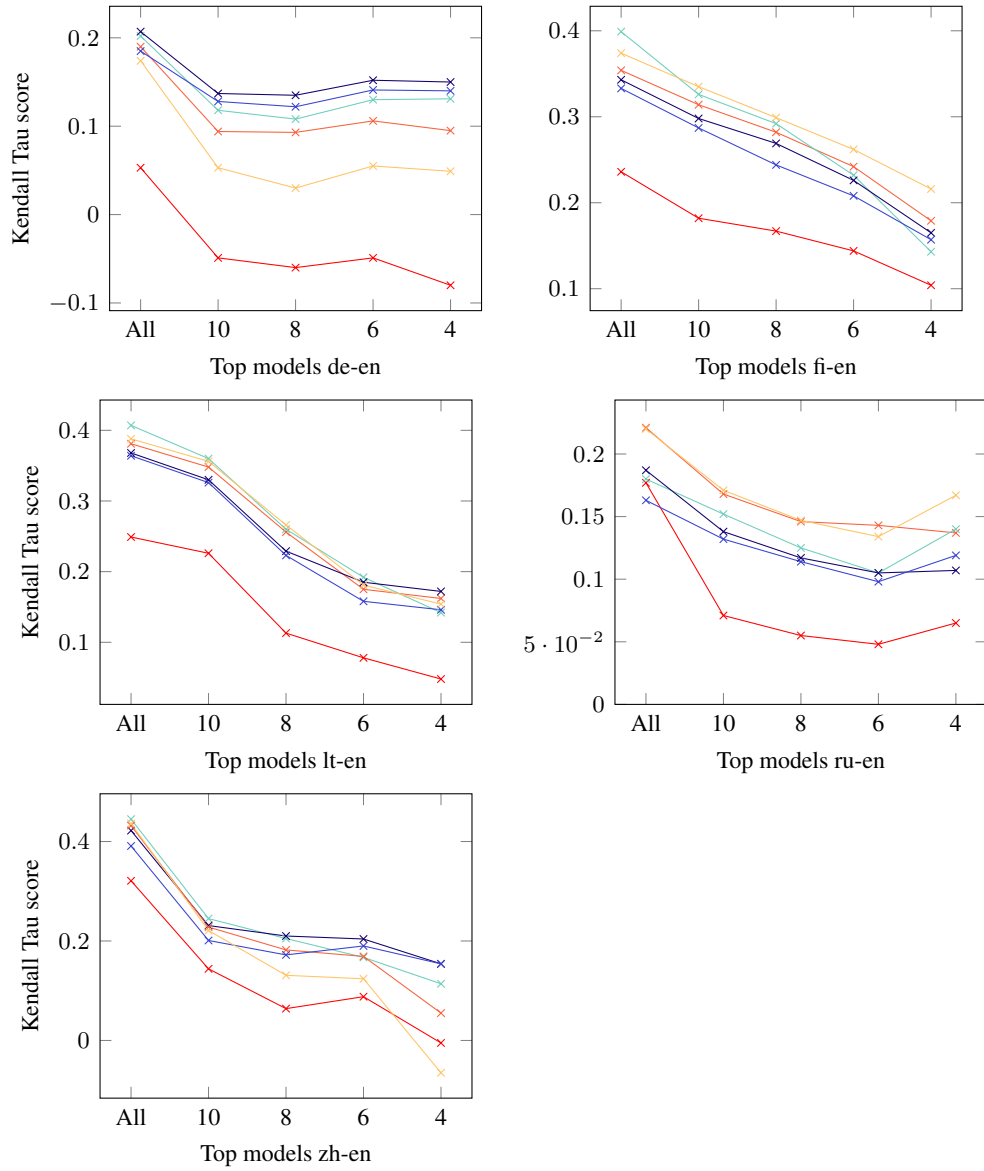 Kendall Tau score
0.2
0.1
0
−0.1
All 10 8 6 4
Top models de-en
0.4
0.3
0.2
0.1
All 10 8 6 4
Top models fi-en
Kendall Tau score
0.4
0.3
0.2
0.1
All 10 8 6 4
Top models lt-en
0.2
0.15
0.1
5 · 10−2
0
All 10 8 6 4
Top models ru-en
Kendall Tau score
0.4
0.2
0
All 10 8 6 4
Top models zh-en